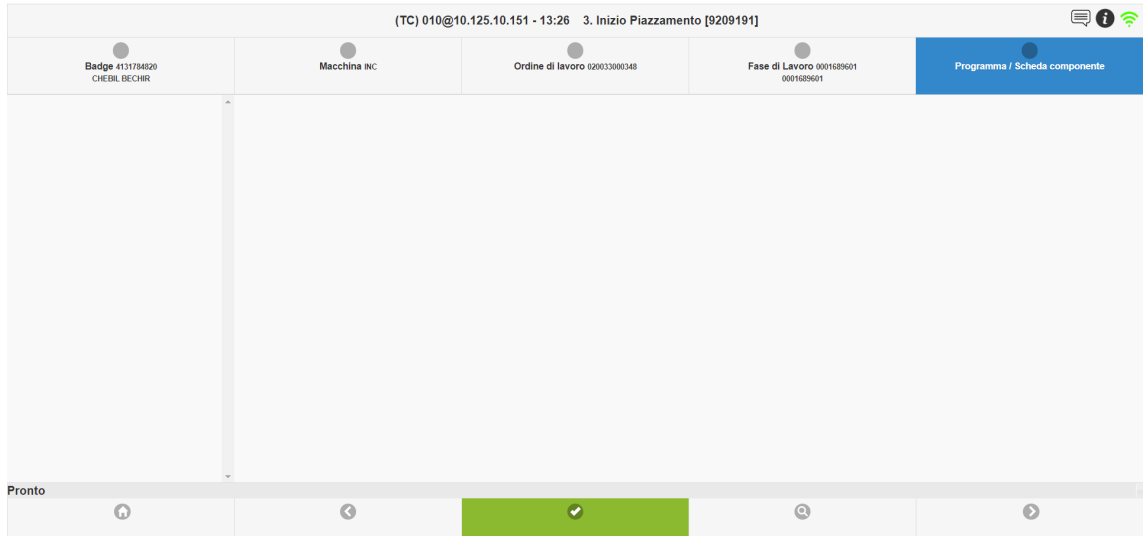 (TC) 010@10.125.10.151 - 13:26 3. Inizio Piazzamento [9209191]
Badge 4131784820
CHEBIL BECHIR
Macchina INC
Ordine di lavoro 020033000348
Fase di Lavoro 0001689601
0001689601
Programma / Scheda componente
Pronto